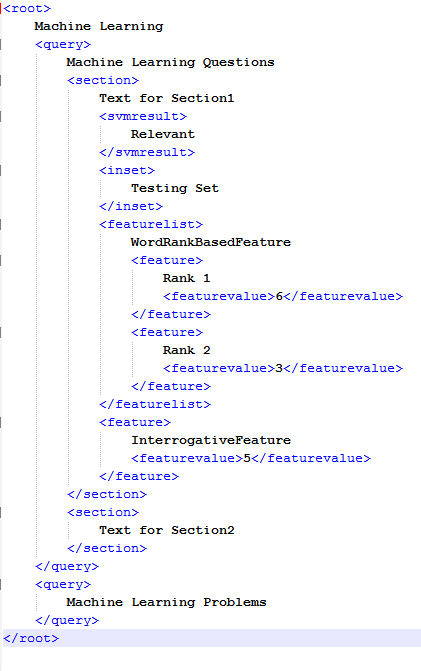 <root>
Machine Learning
<query>
Machine Learning Questions
<section>
Text for Section1
<svmresult>
Relevant
</svmresult>
<inset>
Testing Set
</inset>
<featurelist>
WordRankBasedFeature
<feature>
Rank 1
<featurevalue>6</featurevalue>
</feature>
<feature>
Rank 2
<featurevalue>3</featurevalue>
</feature>
</featurelist>
<feature>
InterrogativeFeature
<featurevalue>5</featurevalue>
</feature>
</section>
<section>
Text for Section2
</section>
</query>
<query>
Machine Learning Problems
</query>
</root>